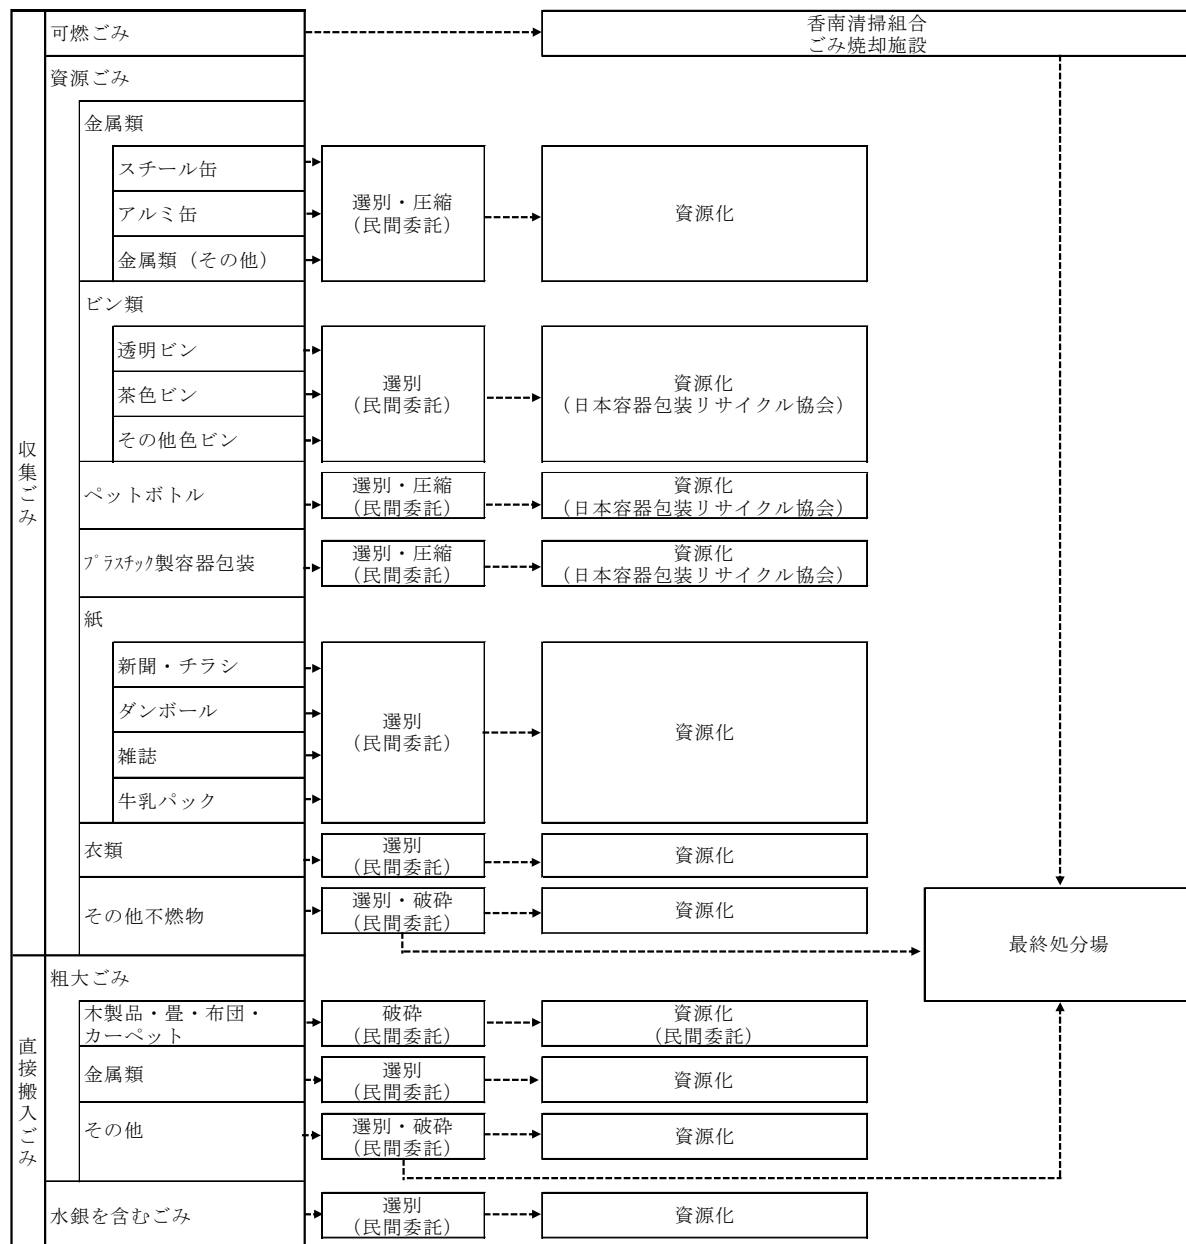 可燃ごみ
香南清掃組合
ごみ焼却施設
資源ごみ
金属類
スチール缶
アルミ缶
金属類（その他）
選別・圧縮
（民間委託）
資源化
ビン類
透明ビン
茶色ビン
その他色ビン
選別
（民間委託）
資源化
（日本容器包装リサイクル協会）
収集ごみ
ペットボトル
選別・圧縮
（民間委託）
資源化
（日本容器包装リサイクル協会）
ﾌﾟﾗｽﾁｯｸ製容器包装
選別・圧縮
（民間委託）
資源化
（日本容器包装リサイクル協会）
紙
新聞・チラシ
ダンボール
雑誌
牛乳パック
選別
（民間委託）
資源化
衣類
選別
（民間委託）
資源化
その他不燃物
選別・破砕
（民間委託）
資源化
最終処分場
粗大ごみ
木製品・畳・布団・
カーペット
破砕
（民間委託）
資源化
（民間委託）
直接搬入ごみ
金属類
選別
（民間委託）
資源化
その他
選別・破砕
（民間委託）
資源化
水銀を含むごみ
選別
（民間委託）
資源化